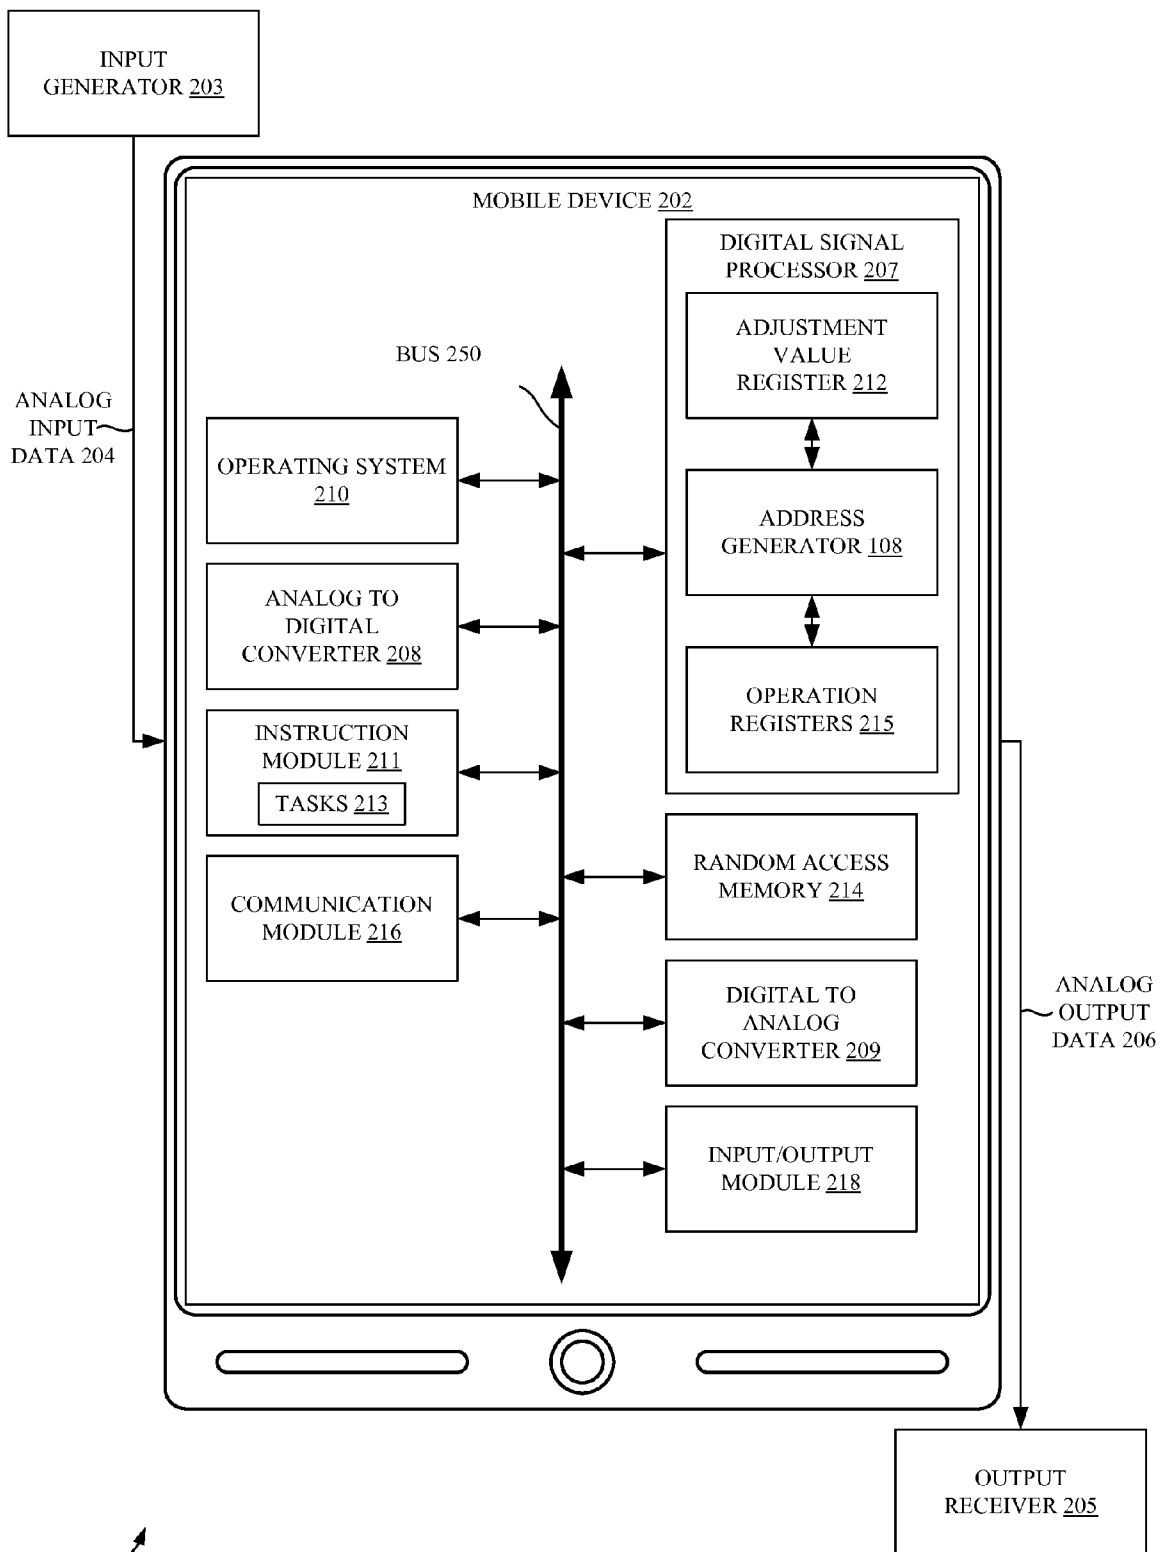 INPUT
GENERATOR 203
MOBILE DEVICE 202
DIGITAL SIGNAL
PROCESSOR 207
ADJUSTMENT
VALUE
REGISTER 212
BUS 250
ANALOG
INPUT
DATA 204
OPERATING SYSTEM
210
ADDRESS
GENERATOR 108
ANALOG TO
DIGITAL
CONVERTER 208
OPERATION
REGISTERS 215
INSTRUCTION
MODULE 211
TASKS 213
RANDOM ACCESS
MEMORY 214
COMMUNICATION
MODULE 216
DIGITAL TO
ANALOG
CONVERTER 209
ANALOG
OUTPUT
DATA 206
INPUT/OUTPUT
MODULE 218
OUTPUT
RECEIVER 205